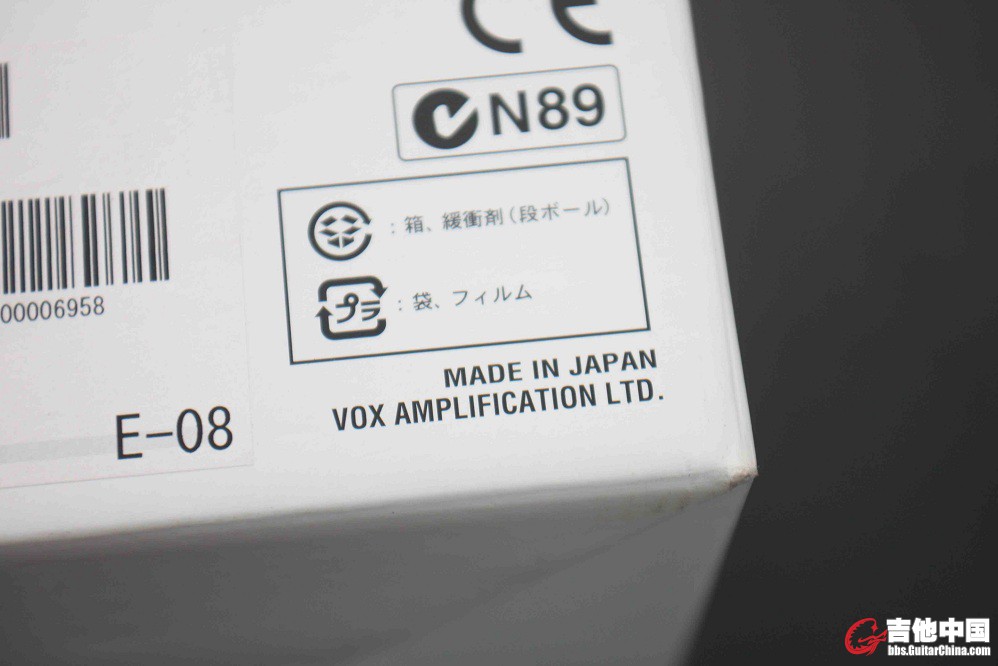 CE
N89
:箱、緩衝剤(段ボール)
プラ
:袋、フィルム
00006958
MADE IN JAPAN
VOX AMPLIFICATION LTD.
E-08
吉他中国
bbs.GuitarChina.com